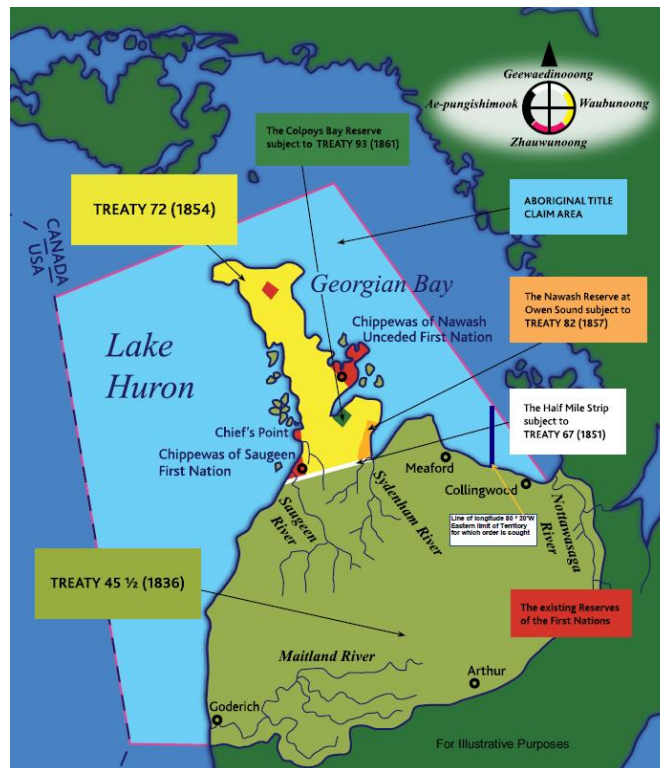 Geewaedinooong
Ae-pungishimook
Waubunoong
Zhauwunoong
The Colpoys Bay Reserve
subject to TREATY 93 (1861)
TREATY 72 (1854)
ABORIGINAL TITLE
CLAIM AREA
CANADA
USA
Georgian Bay
The Nawash Reserve at
Owen Sound subject to
TREATY 82 (1857)
Chippewas of Nawash
Unceded First Nation
Lake
Huron
The Half Mile Strip
subject to
TREATY 67 (1851)
Chief's Point
Chippewas of Saugeen
First Nation
Meaford
Collingwood
Saugeen
River
Sydenham River
Nottawasaga
River
Line of longitude 80 º 20"W
Eastern limit of Territory
for which order is sought
TREATY 45 ½ (1836)
The existing Reserves
of the First Nations
Maitland River
Arthur
Goderich
For Illustrative Purposes